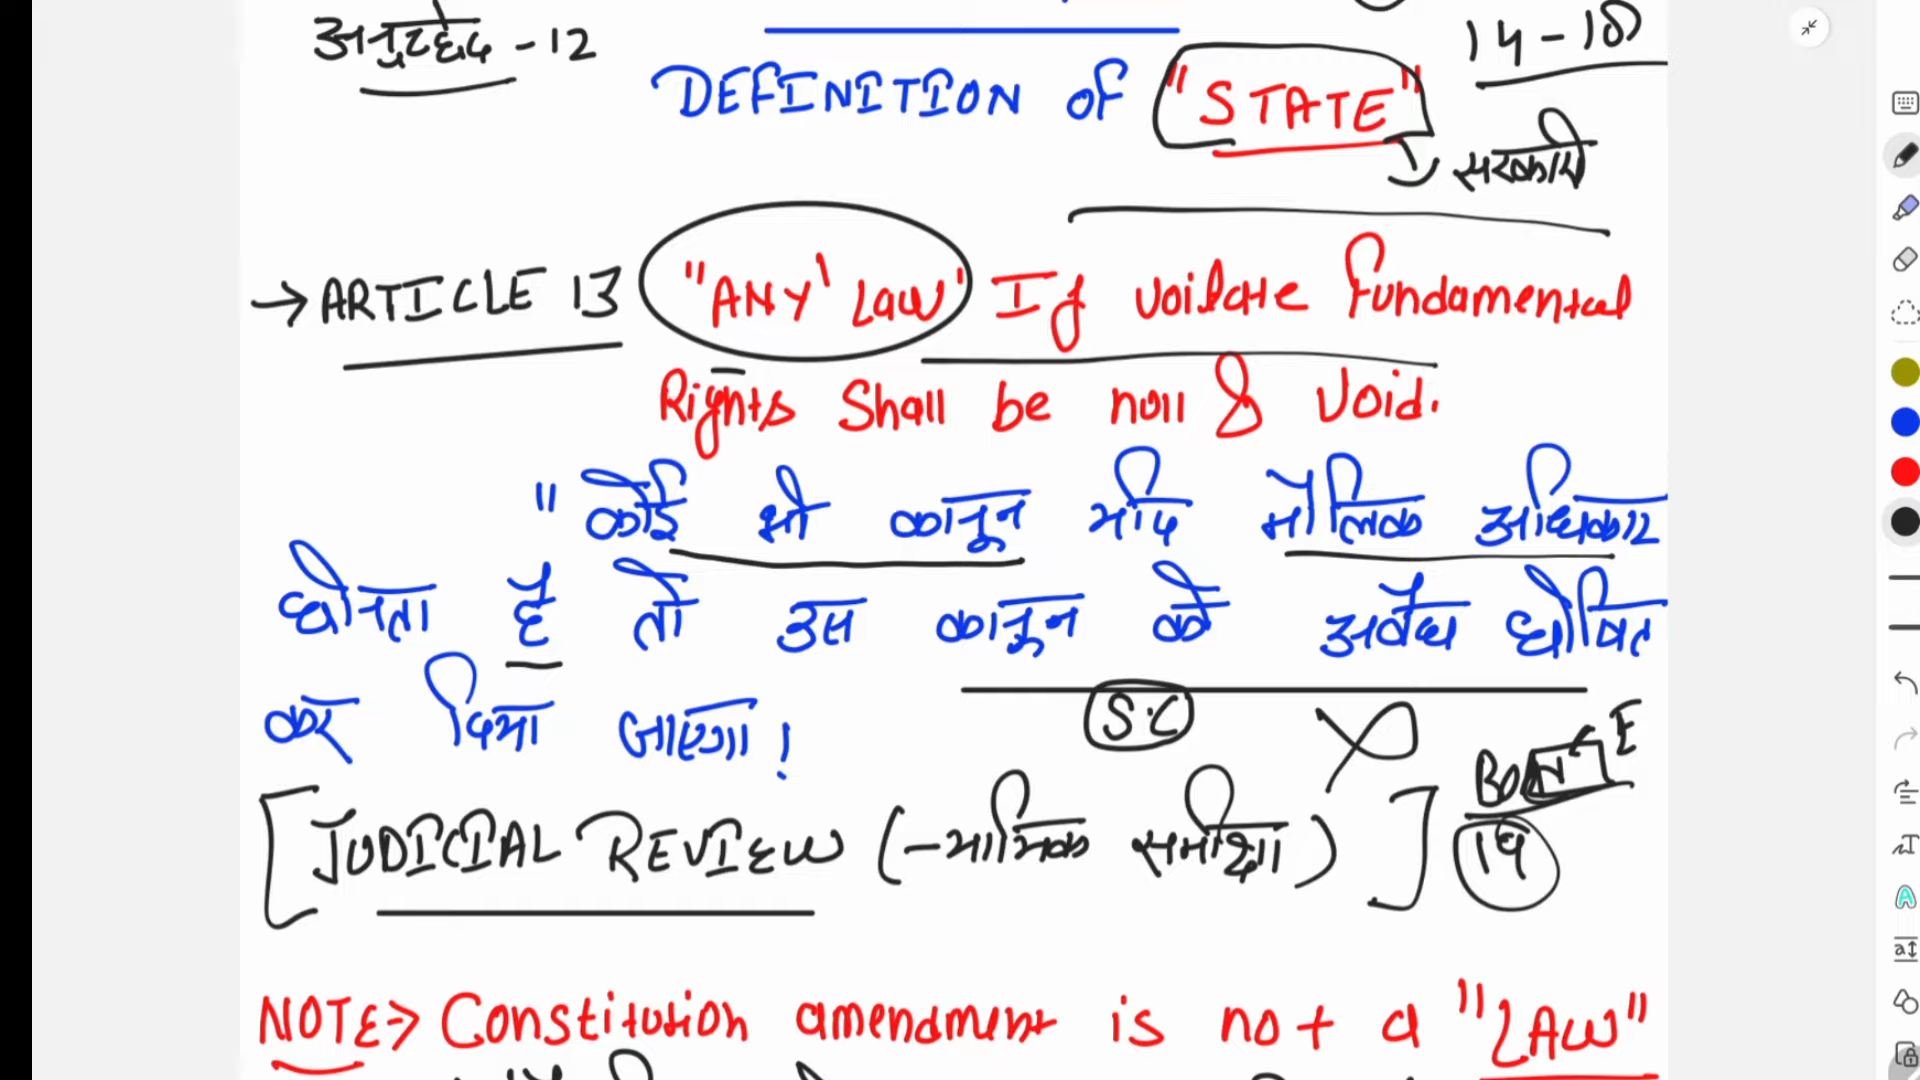 अनुच्छेद -12
DEFINITION OF "STATE"
14-18
सरकारी
→ ARTICLE 13 "ANY' LAW' If voilate fundamental
Rights Shall be null & void.
" कोई भी कानून यदि मौलिक अधिकार
छीनता है तो उस कानून को अवैध घोषित
कर दिया जाएगा!
S.C
E
[JUDICIAL REVIEW (न्यायिक समीक्षा)]
NOTE⇒ Constitution amendment is not a "LAW"